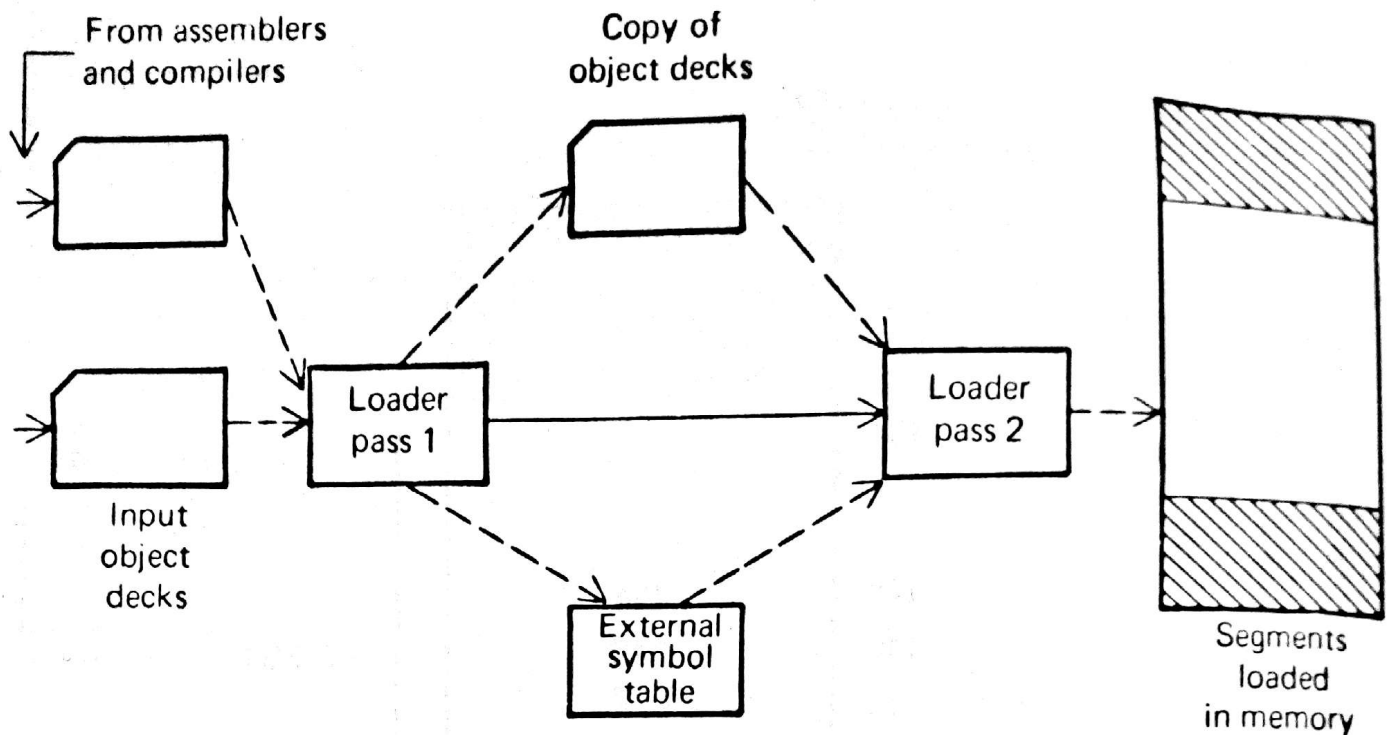 From assemblers
and compilers
Copy of
object decks
Loader
pass 1
Loader
pass 2
Input
object
decks
External
symbol
table
Segments
loaded
in memory